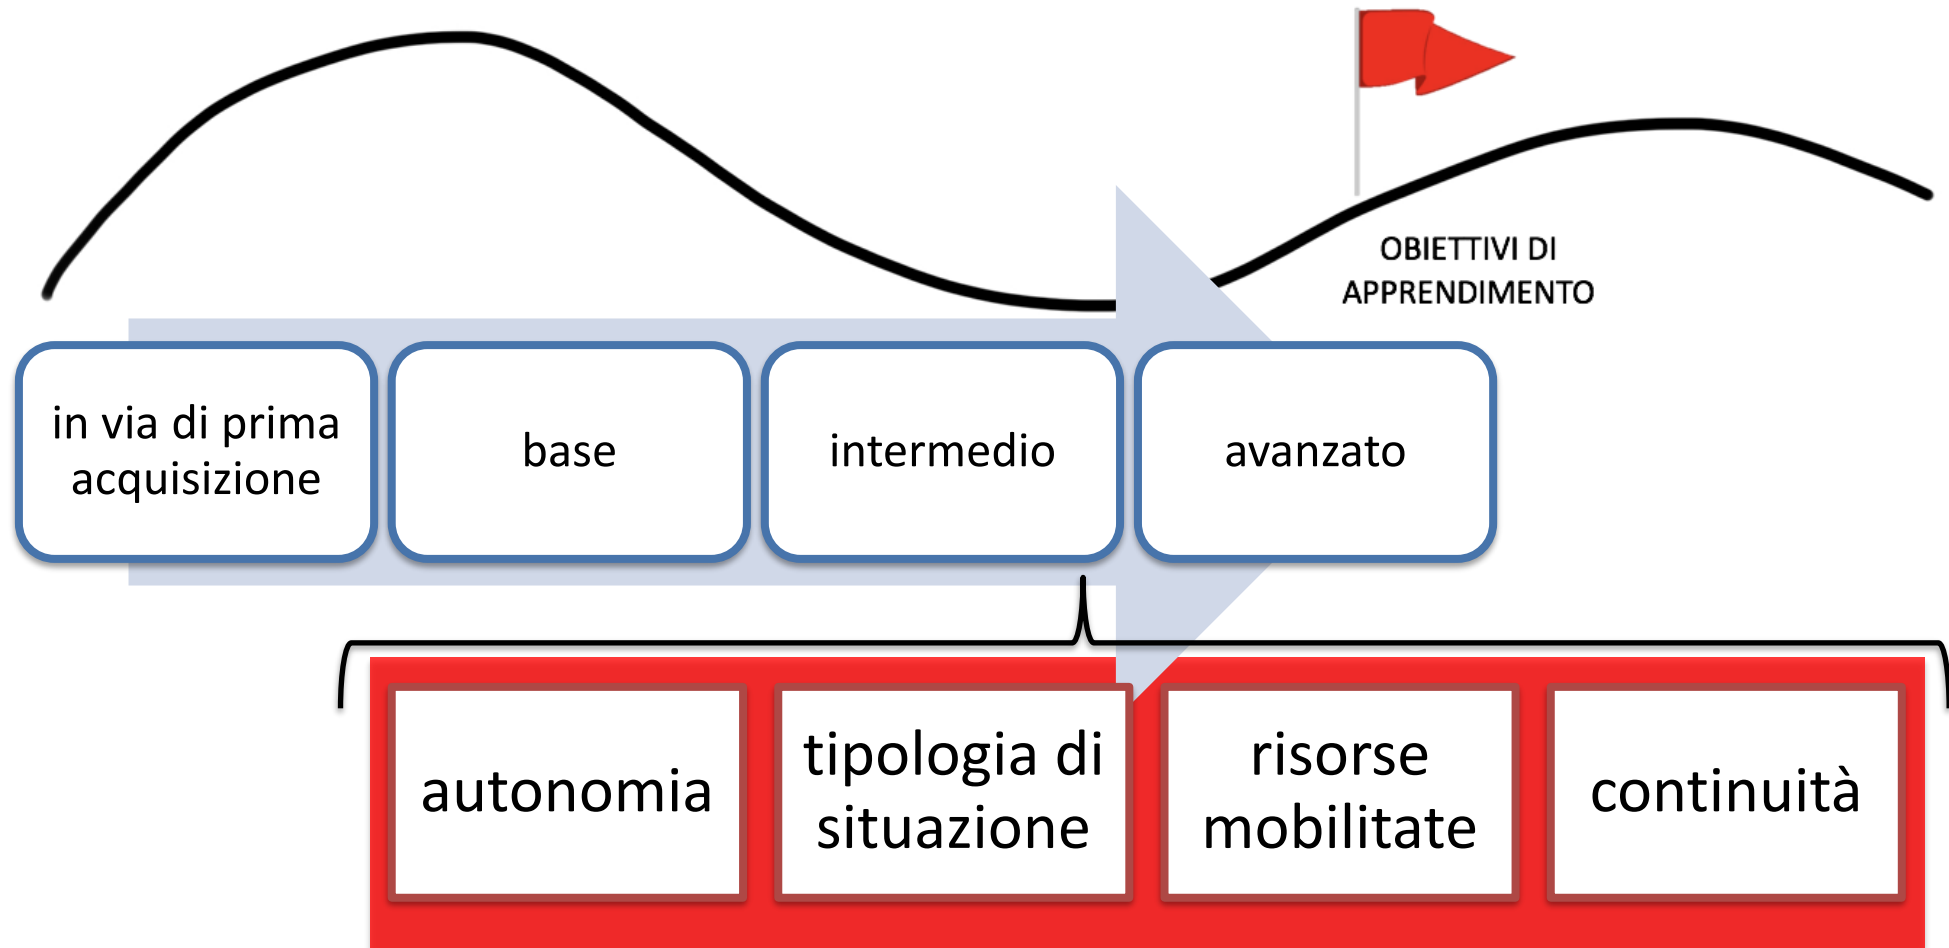 OBIETTIVI DI
APPRENDIMENTO
in via di prima
acquisizione
base
intermedio
avanzato
autonomia
tipologia di
situazione
risorse
mobilitate
continuità